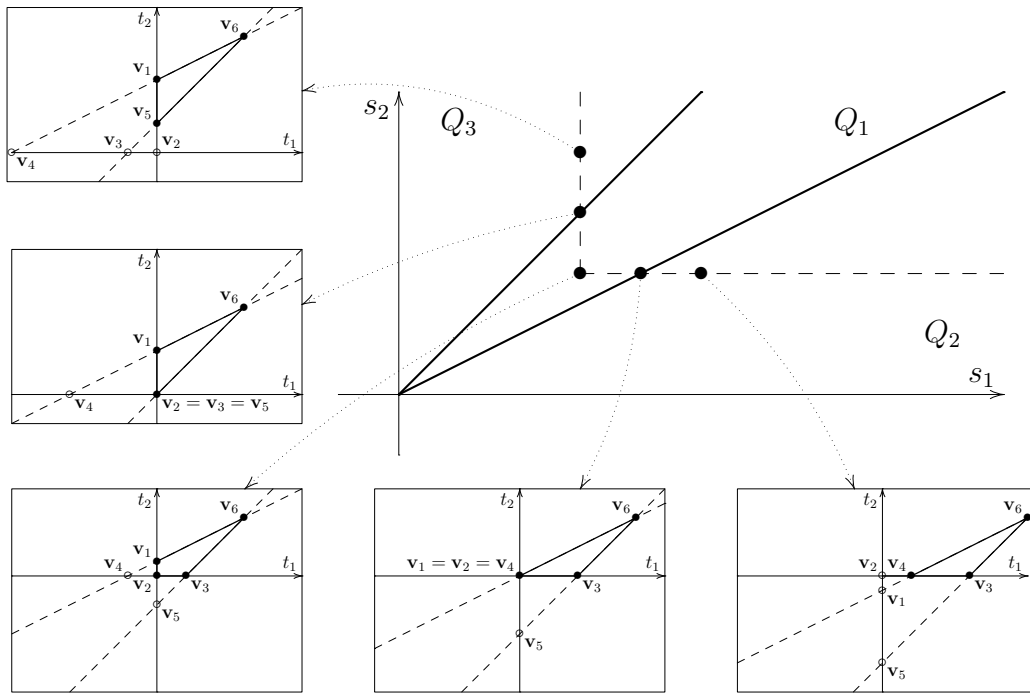 t₂
v₆
v₁
v₅
t₁
v₃
v₂
v₄
s₂
Q₃
Q₁
t₂
v₆
v₁
t₁
v₄
v₂ = v₃ = v₅
Q₂
s₁
t₂
v₆
v₁
v₄
t₁
v₂
v₃
v₅
t₂
v₆
v₁ = v₂ = v₄
t₁
v₃
v₅
t₂
v₆
v₂
v₄
t₁
v₁
v₃
v₅